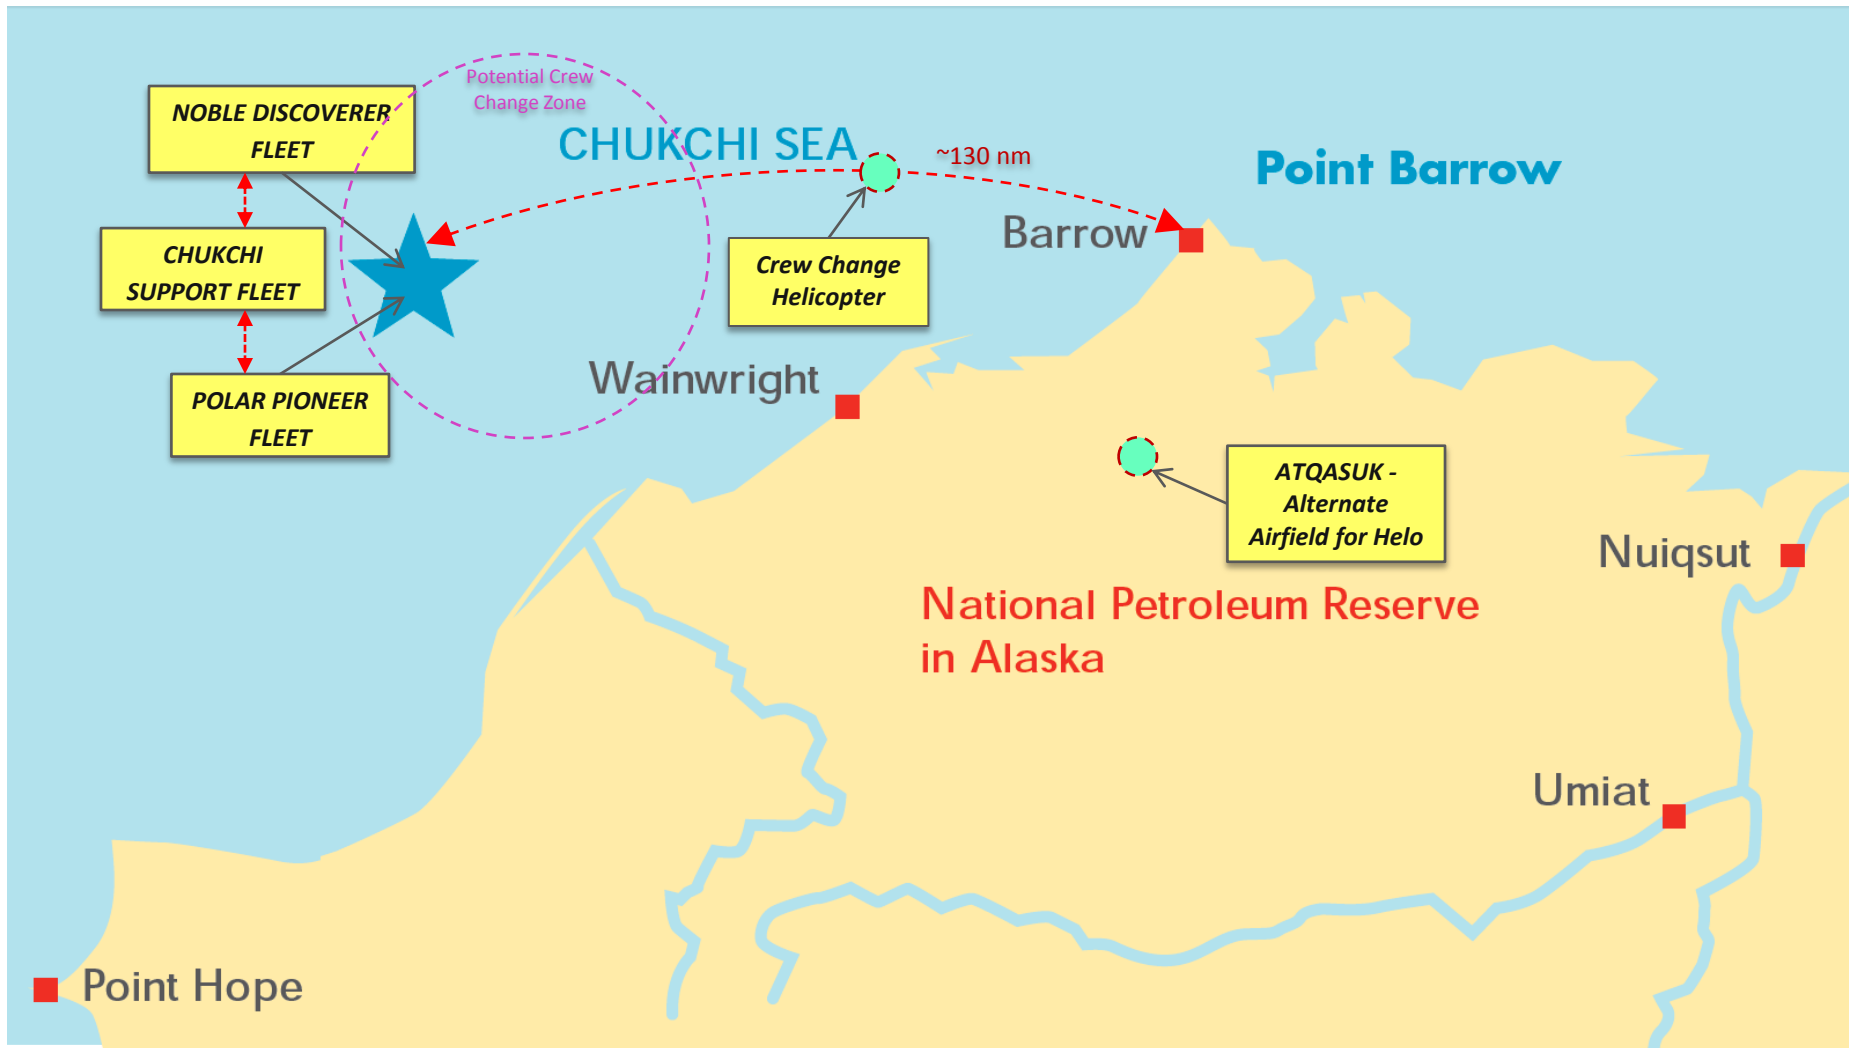 Potential Crew
Change Zone
NOBLE DISCOVERER
FLEET
CHUKCHI SEA
~130 nm
Point Barrow
Barrow
CHUKCHI
SUPPORT FLEET
Crew Change
Helicopter
Wainwright
POLAR PIONEER
FLEET
ATQASUK -
Alternate
Airfield for Helo
Nuiqsut
National Petroleum Reserve
in Alaska
Umiat
Point Hope